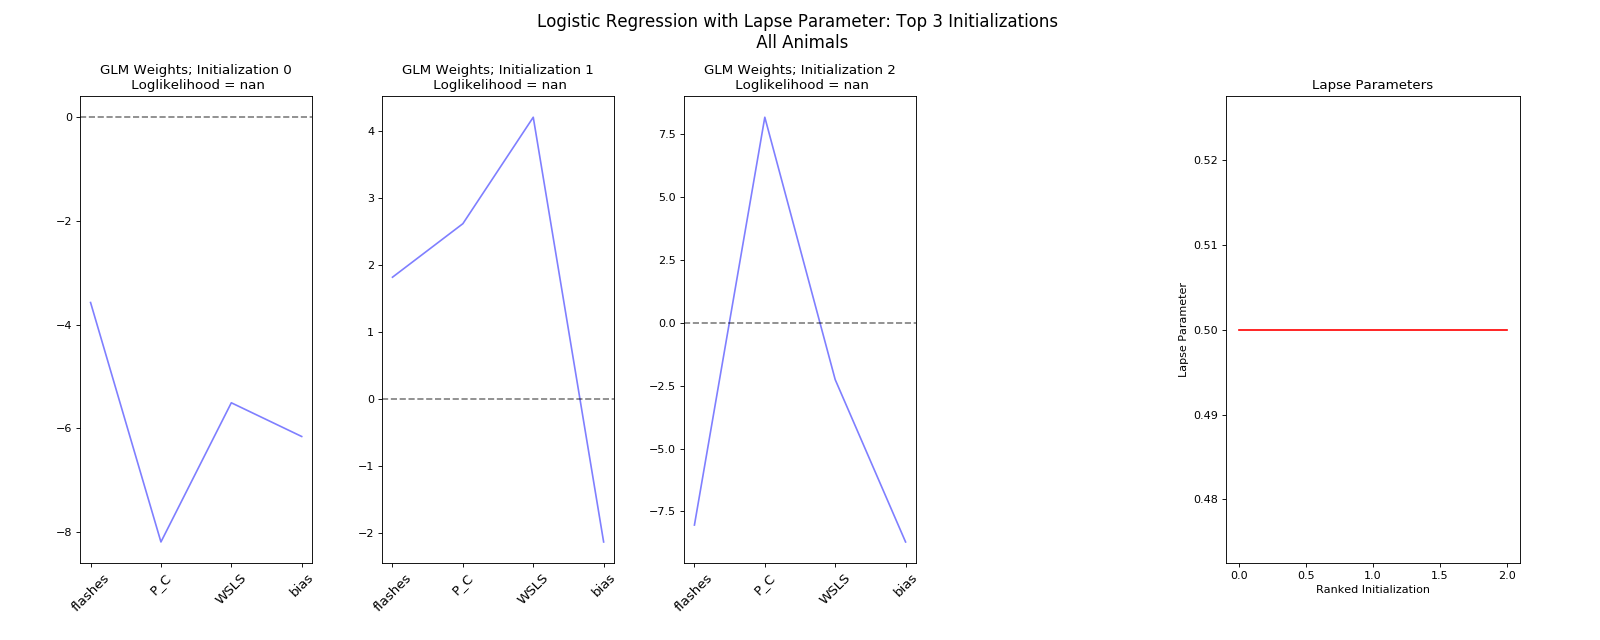 Logistic Regression with Lapse Parameter: Top 3 Initializations
All Animals
GLM Weights; Initialization 0
Loglikelihood = nan
0
−2
−4
−6
−8
flashes
P_C
WSLS
bias
GLM Weights; Initialization 1
Loglikelihood = nan
4
3
2
1
0
−1
−2
flashes
P_C
WSLS
bias
GLM Weights; Initialization 2
Loglikelihood = nan
7.5
5.0
2.5
0.0
−2.5
−5.0
−7.5
flashes
P_C
WSLS
bias
Lapse Parameters
Lapse Parameter
0.52
0.51
0.50
0.49
0.48
0.0 0.5 1.0 1.5 2.0
Ranked Initialization